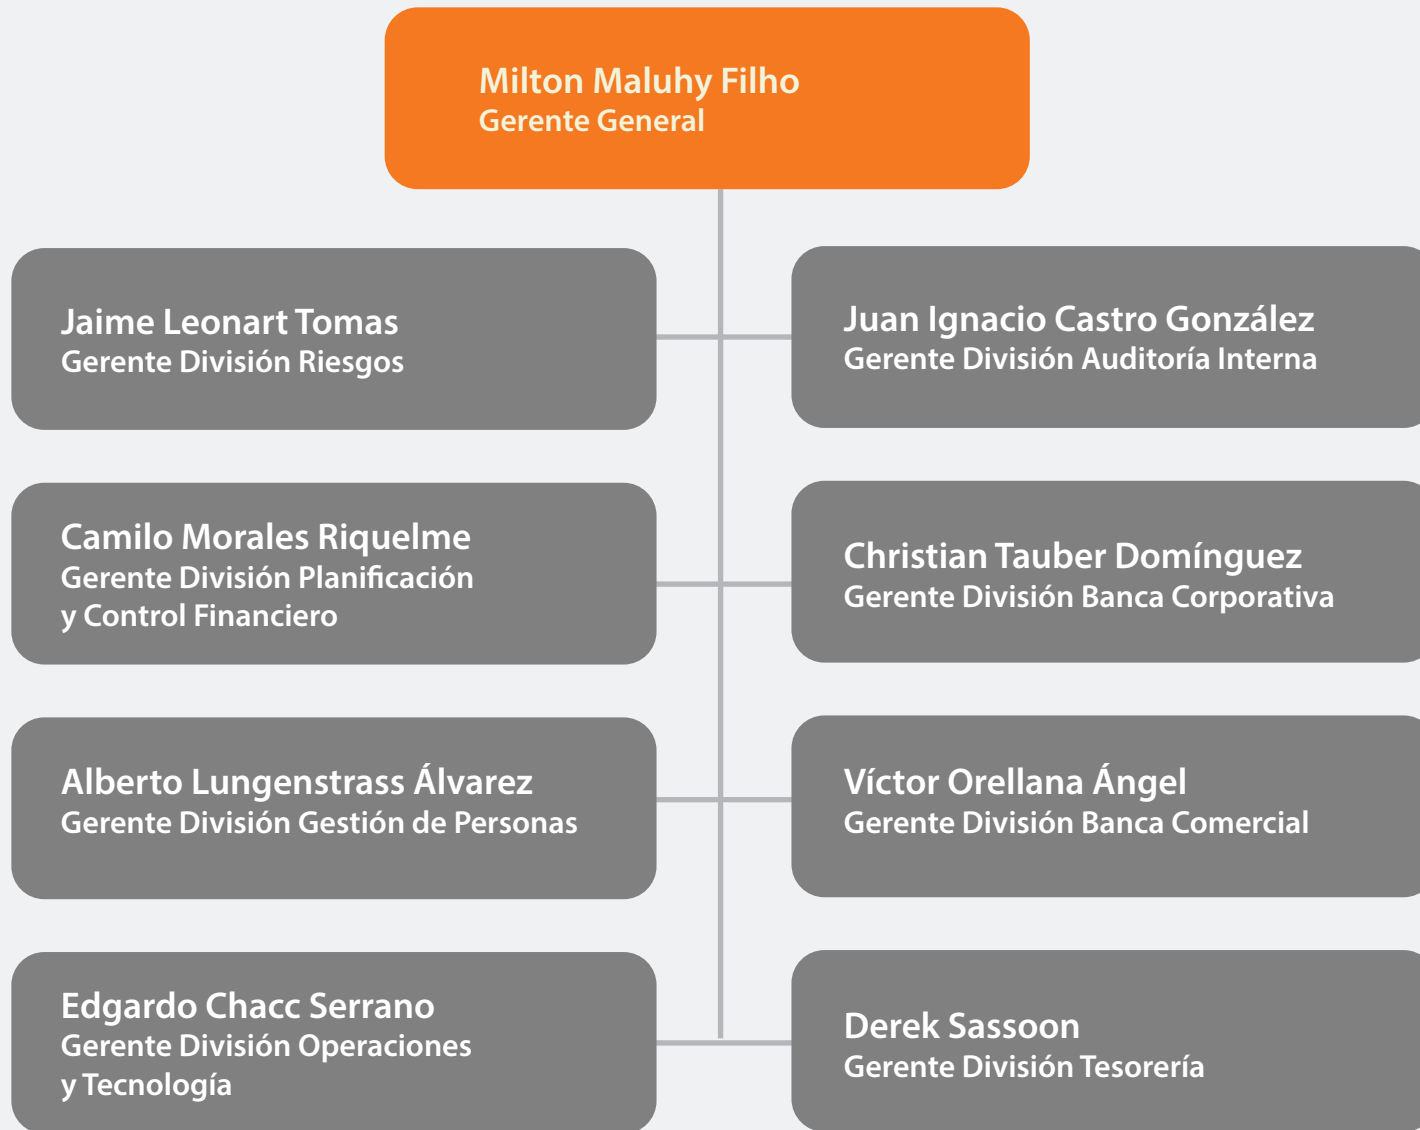 Milton Maluhy Filho
Gerente General
Jaime Leonart Tomas
Gerente División Riesgos
Juan Ignacio Castro González
Gerente División Auditoría Interna
Camilo Morales Riquelme
Gerente División Planificación
y Control Financiero
Christian Tauber Domínguez
Gerente División Banca Corporativa
Alberto Lungenstrass Álvarez
Gerente División Gestión de Personas
Víctor Orellana Ángel
Gerente División Banca Comercial
Edgardo Chacc Serrano
Gerente División Operaciones
y Tecnología
Derek Sassoon
Gerente División Tesorería